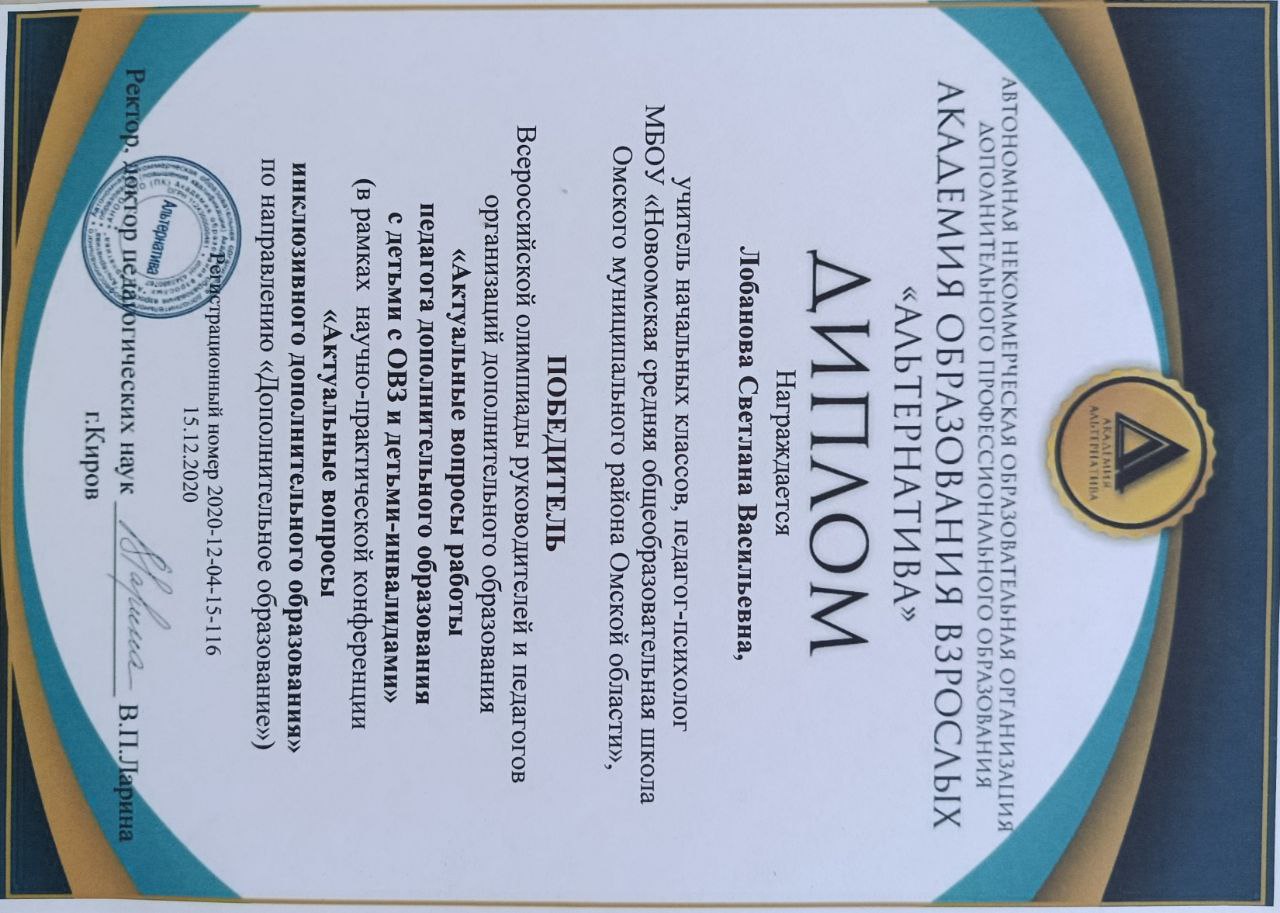 АКАДЕМИЯ
АЛЬТЕРНАТИВА
АВТОНОМНАЯ НЕКОММЕРЧЕСКАЯ ОБРАЗОВАТЕЛЬНАЯ ОРГАНИЗАЦИЯ
ДОПОЛНИТЕЛЬНОГО ПРОФЕССИОНАЛЬНОГО ОБРАЗОВАНИЯ
АКАДЕМИЯ ОБРАЗОВАНИЯ ВЗРОСЛЫХ
«АЛЬТЕРНАТИВА»
ДИПЛОМ
Награждается
Лобанова Светлана Васильевна,
учитель начальных классов, педагог-психолог
МБОУ «Новоомская средняя общеобразовательная школа
Омского муниципального района Омской области»,
ПОБЕДИТЕЛЬ
Всероссийской олимпиады руководителей и педагогов
организаций дополнительного образования
«Актуальные вопросы работы
педагога дополнительного образования
с детьми с ОВЗ и детьми-инвалидами»
(в рамках научно-практической конференции
«Актуальные вопросы
инклюзивного дополнительного образования»
по направлению «Дополнительное образование»)
Регистрационный номер 2020-12-04-15-116
15.12.2020
Альтернатива
Ректор, доктор педагогических наук В.П.Ларина
г.Киров